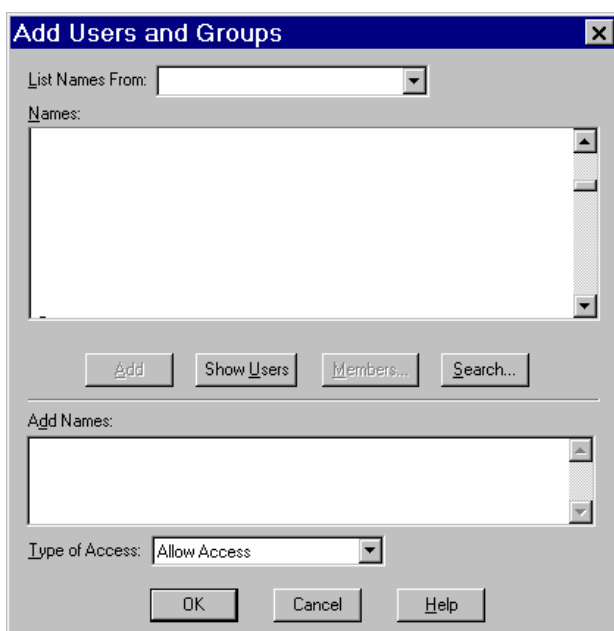 Add Users and Groups
List Names From:
Names:
Add Show Users Members... Search...
Add Names:
Type of Access: Allow Access
OK Cancel Help